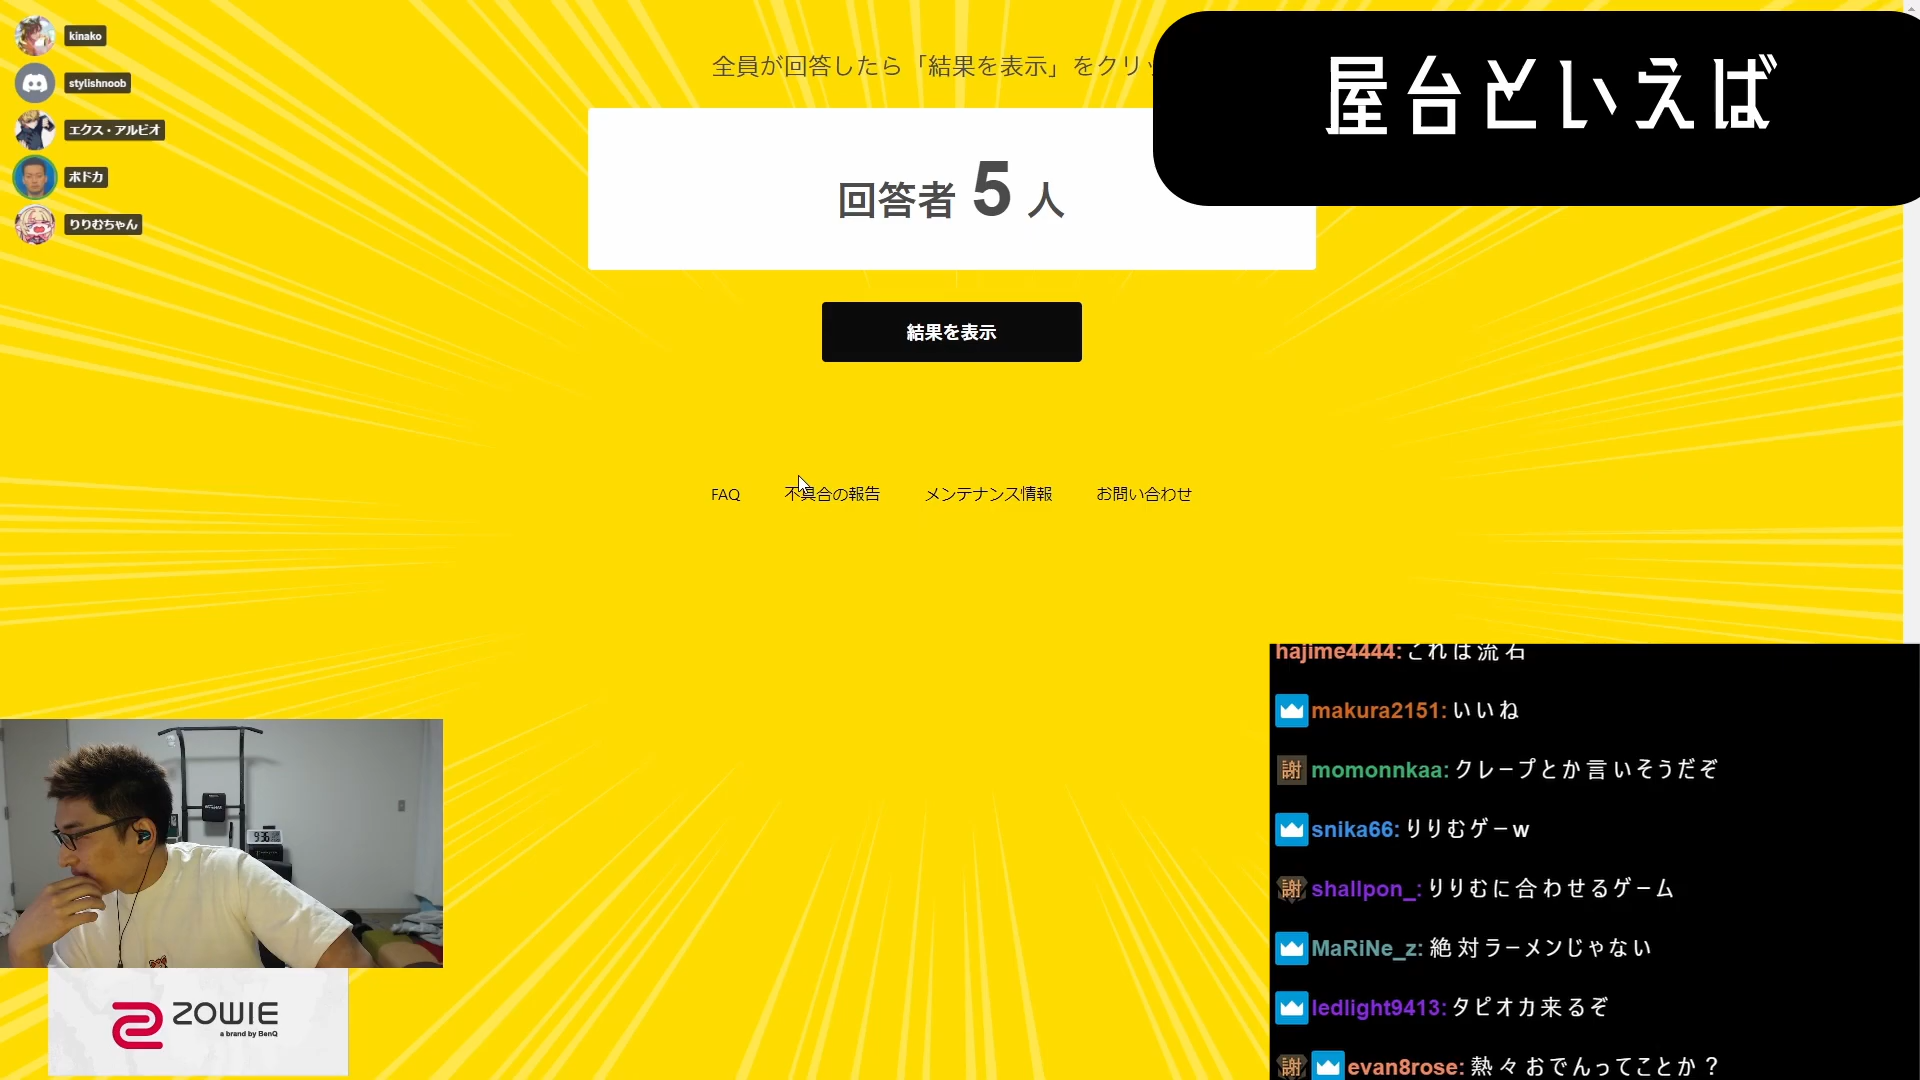 kinako
stylishnoob
エクス・アルビオ
ボドカ
りりむちゃん
全員が回答したら「結果を表示」をクリッ
屋台といえば
回答者 5 人
結果を表示
FAQ 不具合の報告 メンテナンス情報 お問い合わせ
hajime4444: これは流石
makura2151: いいね
謝 momonnkaa: クレープとか言いそうだぞ
snika66: りりむゲーw
謝 shallpon_: りりむに合わせるゲーム
MaRiNe_z: 絶対ラーメンじゃない
ledlight9413: タピオカ来るぞ
謝 evan8rose: 熱々おでんってことか？
9:36
ZOWIE
a brand by BenQ